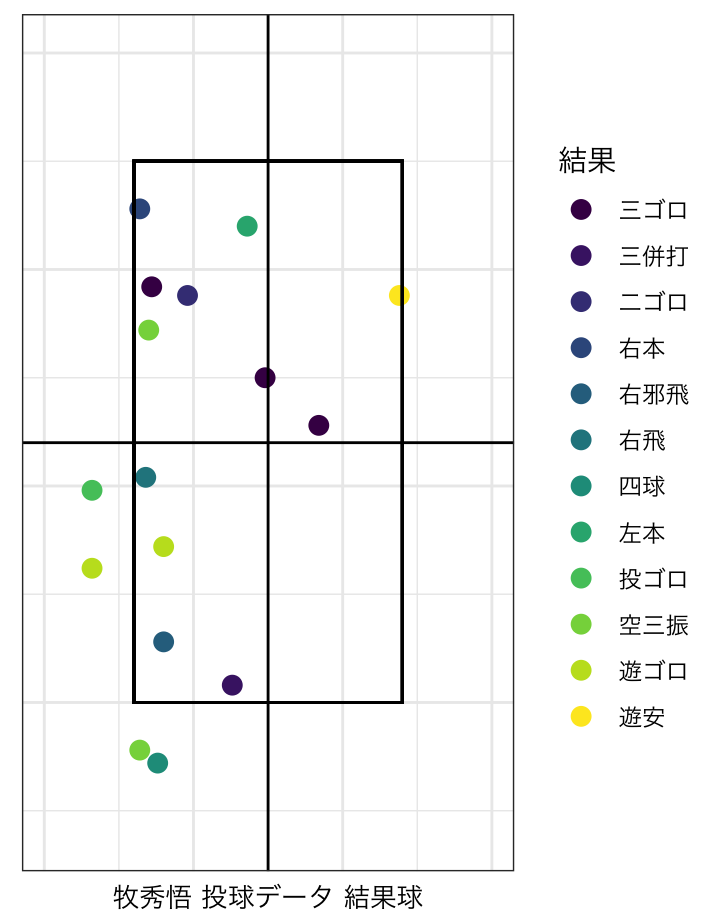 結果
三ゴロ
三併打
二ゴロ
右本
右邪飛
右飛
四球
左本
投ゴロ
空三振
遊ゴロ
遊安
牧秀悟 投球データ 結果球